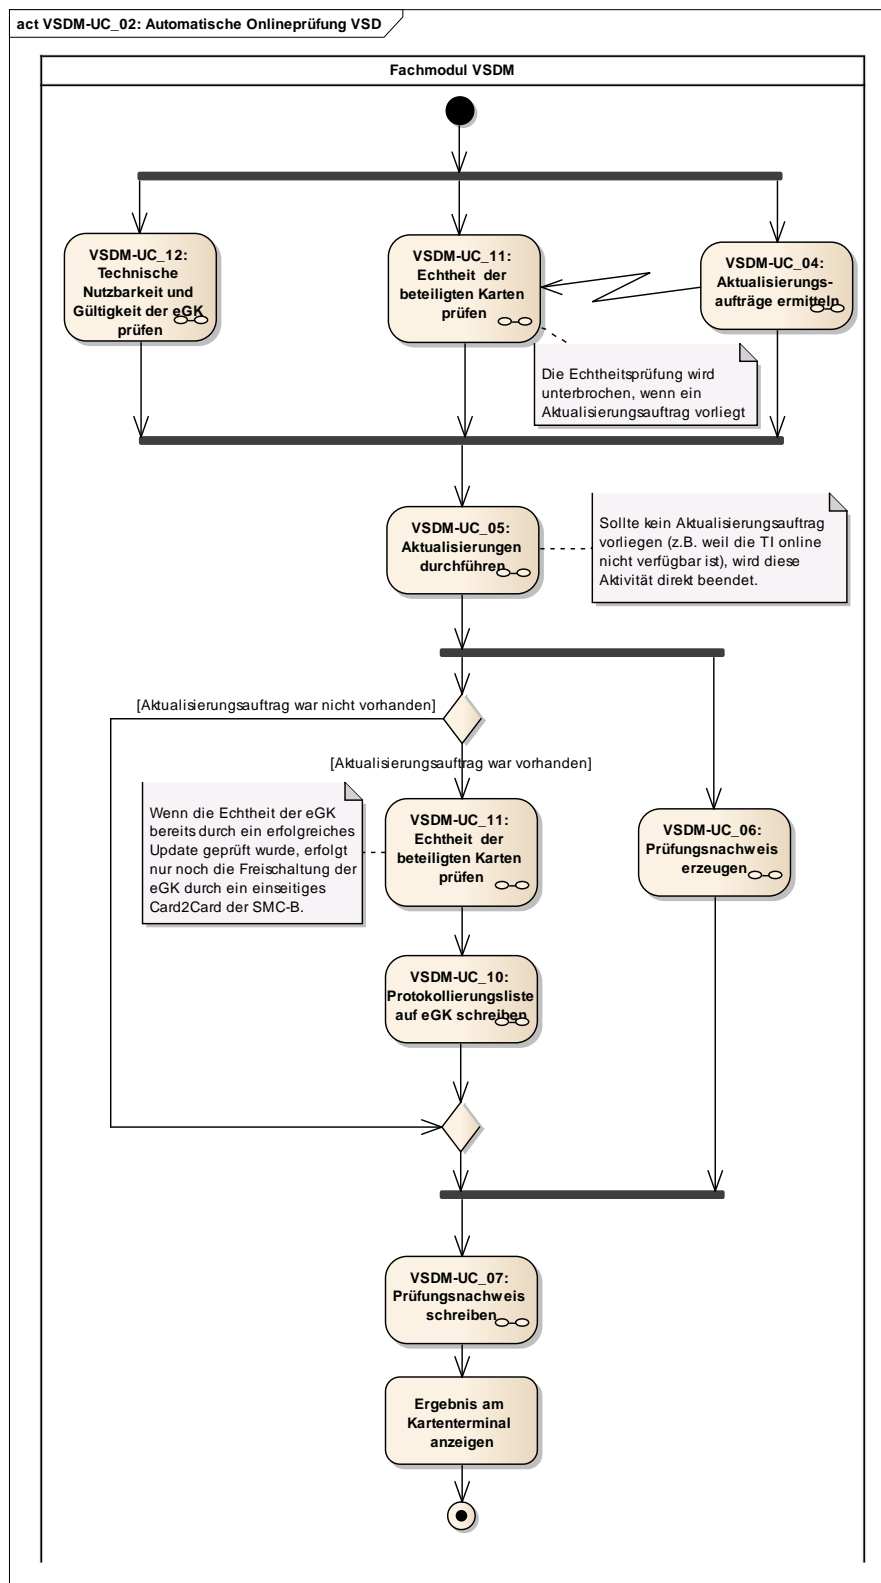 act VSDM-UC_02: Automatische Onlineprüfung VSD
Fachmodul VSDM
VSDM-UC_12:
Technische
Nutzbarkeit und
Gültigkeit der eGK
prüfen
VSDM-UC_11:
Echtheit der
beteiligten Karten
prüfen
VSDM-UC_04:
Aktualisierungs-
aufträge ermitteln
Die Echtheitsprüfung wird
unterbrochen, wenn ein
Aktualisierungsauftrag vorliegt
VSDM-UC_05:
Aktualisierungen
durchführen
Sollte kein Aktualisierungsauftrag
vorliegen (z.B. weil die TI online
nicht verfügbar ist), wird diese
Aktivität direkt beendet.
[Aktualisierungsauftrag war nicht vorhanden]
[Aktualisierungsauftrag war vorhanden]
Wenn die Echtheit der eGK
bereits durch ein erfolgreiches
Update geprüft wurde, erfolgt
nur noch die Freischaltung der
eGK durch ein einseitiges
Card2Card der SMC-B.
VSDM-UC_11:
Echtheit der
beteiligten Karten
prüfen
VSDM-UC_06:
Prüfungsnachweis
erzeugen
VSDM-UC_10:
Protokollierungsliste
auf eGK schreiben
VSDM-UC_07:
Prüfungsnachweis
schreiben
Ergebnis am
Kartenterminal
anzeigen